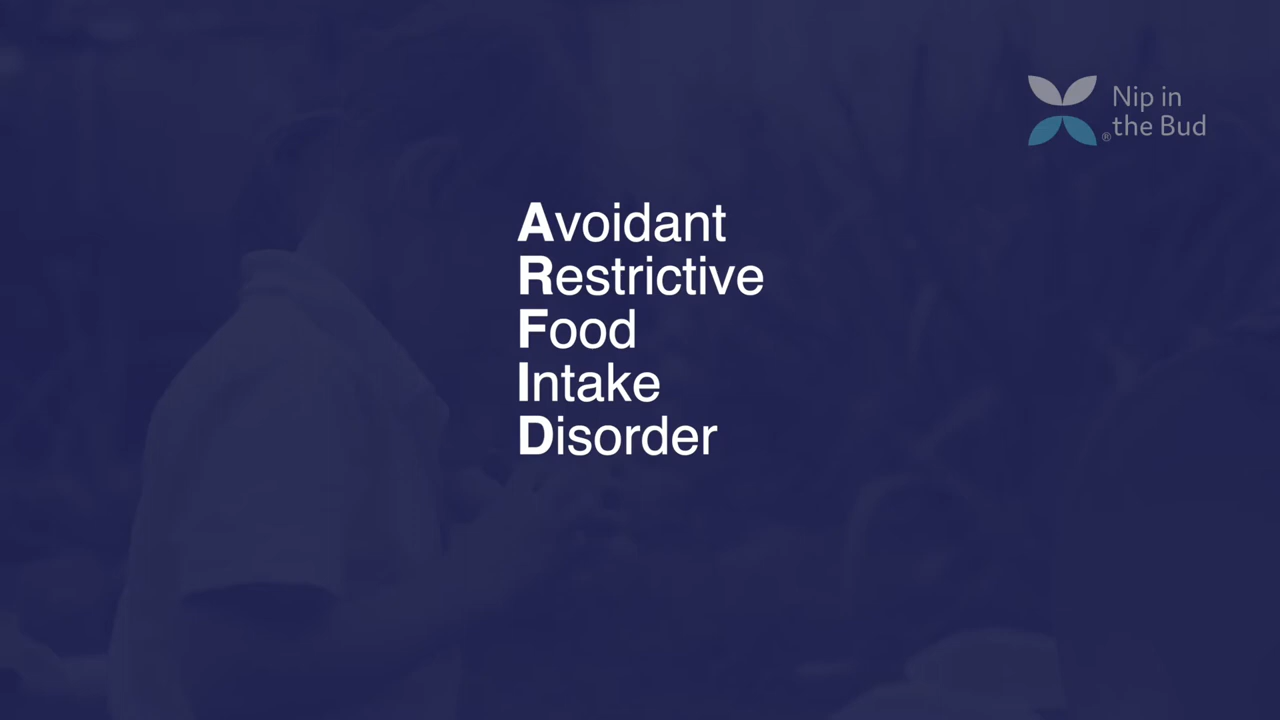 Nip in
the Bud
®
Avoidant
Restrictive
Food
Intake
Disorder